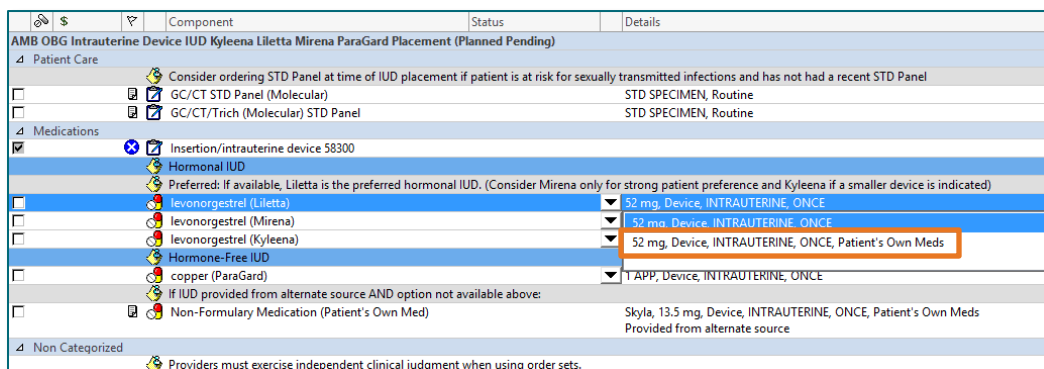 $ Component Status Details
AMB OBG Intrauterine Device IUD Kyleena Liletta Mirena ParaGard Placement (Planned Pending)
Patient Care
Consider ordering STD Panel at time of IUD placement if patient is at risk for sexually transmitted infections and has not had a recent STD Panel
GC/CT STD Panel (Molecular) STD SPECIMEN, Routine
GC/CT/Trich (Molecular) STD Panel STD SPECIMEN, Routine
Medications
Insertion/intrauterine device 58300
Hormonal IUD
Preferred: If available, Liletta is the preferred hormonal IUD. (Consider Mirena only for strong patient preference and Kyleena if a smaller device is indicated)
levonorgestrel (Liletta) 52 mg, Device, INTRAUTERINE, ONCE
levonorgestrel (Mirena) 52 mg, Device, INTRAUTERINE, ONCE
levonorgestrel (Kyleena) 52 mg, Device, INTRAUTERINE, ONCE, Patient's Own Meds
Hormone-Free IUD
copper (ParaGard) 1 APP, Device, INTRAUTERINE, ONCE
If IUD provided from alternate source AND option not available above:
Non-Formulary Medication (Patient's Own Med) Skyla, 13.5 mg, Device, INTRAUTERINE, ONCE, Patient's Own Meds
Provided from alternate source
Non Categorized
Providers must exercise independent clinical judgment when using order sets.